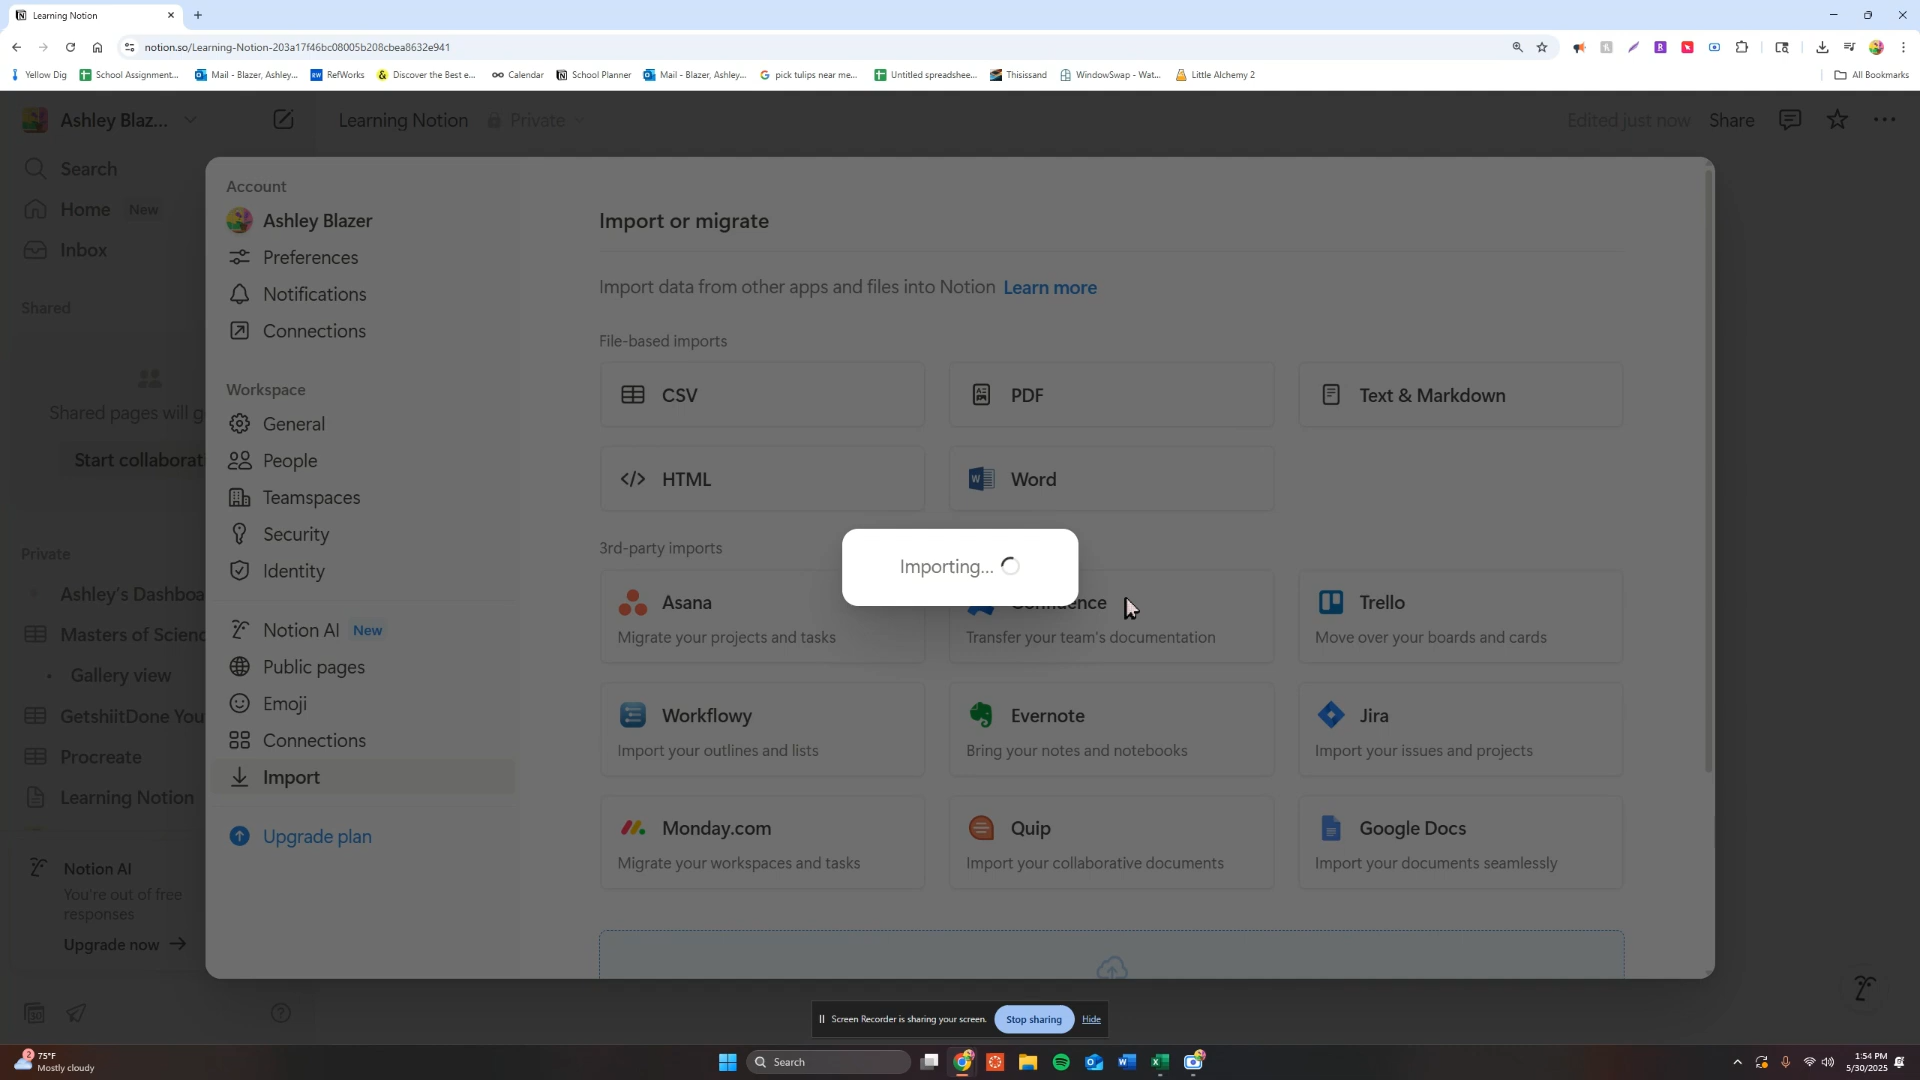 Learning Notion
notion.so/Learning-Notion-203a17f46bc08005b208cbea8632e941
Yellow Dig
School Assignment...
Mail - Blazer, Ashley...
RefWorks
Discover the Best e...
Calendar
School Planner
Mail - Blazer, Ashley...
pick tulips near me...
Untitled spreadshee...
Thisissand
WindowSwap - Wat...
Little Alchemy 2
All Bookmarks
Ashley Blaz...
Learning Notion
Private
Edited just now
Share
Search
Home New
Inbox
Shared
Shared pages will g
Start collaborati
Private
Ashley's Dashboa
Masters of Scienc
Gallery view
GetshiitDone You
Procreate
Learning Notion
Notion AI
You're out of free
responses
Upgrade now →
Account
Ashley Blazer
Preferences
Notifications
Connections
Workspace
General
People
Teamspaces
Security
Identity
Notion AI New
Public pages
Emoji
Connections
Import
Upgrade plan
Import or migrate
Import data from other apps and files into Notion Learn more
File-based imports
CSV
PDF
Text & Markdown
HTML
Word
3rd-party imports
Importing...
Asana
Migrate your projects and tasks
Confluence
Transfer your team's documentation
Trello
Move over your boards and cards
Workflowy
Import your outlines and lists
Evernote
Bring your notes and notebooks
Jira
Import your issues and projects
Monday.com
Migrate your workspaces and tasks
Quip
Import your collaborative documents
Google Docs
Import your documents seamlessly
Screen Recorder is sharing your screen.
Stop sharing
Hide
75°F
Mostly cloudy
Search
1:54 PM
5/30/2025